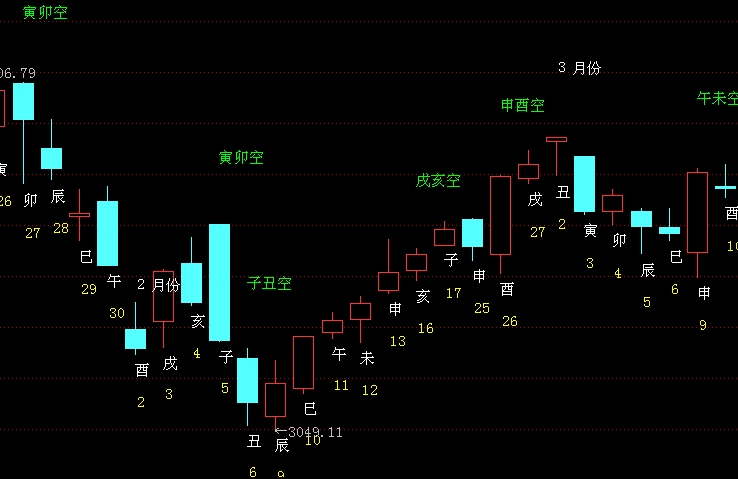 寅卯空
06.79
3 月份
申酉空
午未空
寅卯空
戌亥空
子丑空
2 月份
寅
26
卯
27
辰
28
巳
29
午
30
酉
2
戌
3
亥
4
子
5
丑
6
辰
9
←3049.11
巳
10
午
11
未
12
申
13
亥
16
子
17
申
25
酉
26
戌
27
丑
2
寅
3
卯
4
辰
5
巳
6
申
9
酉
10